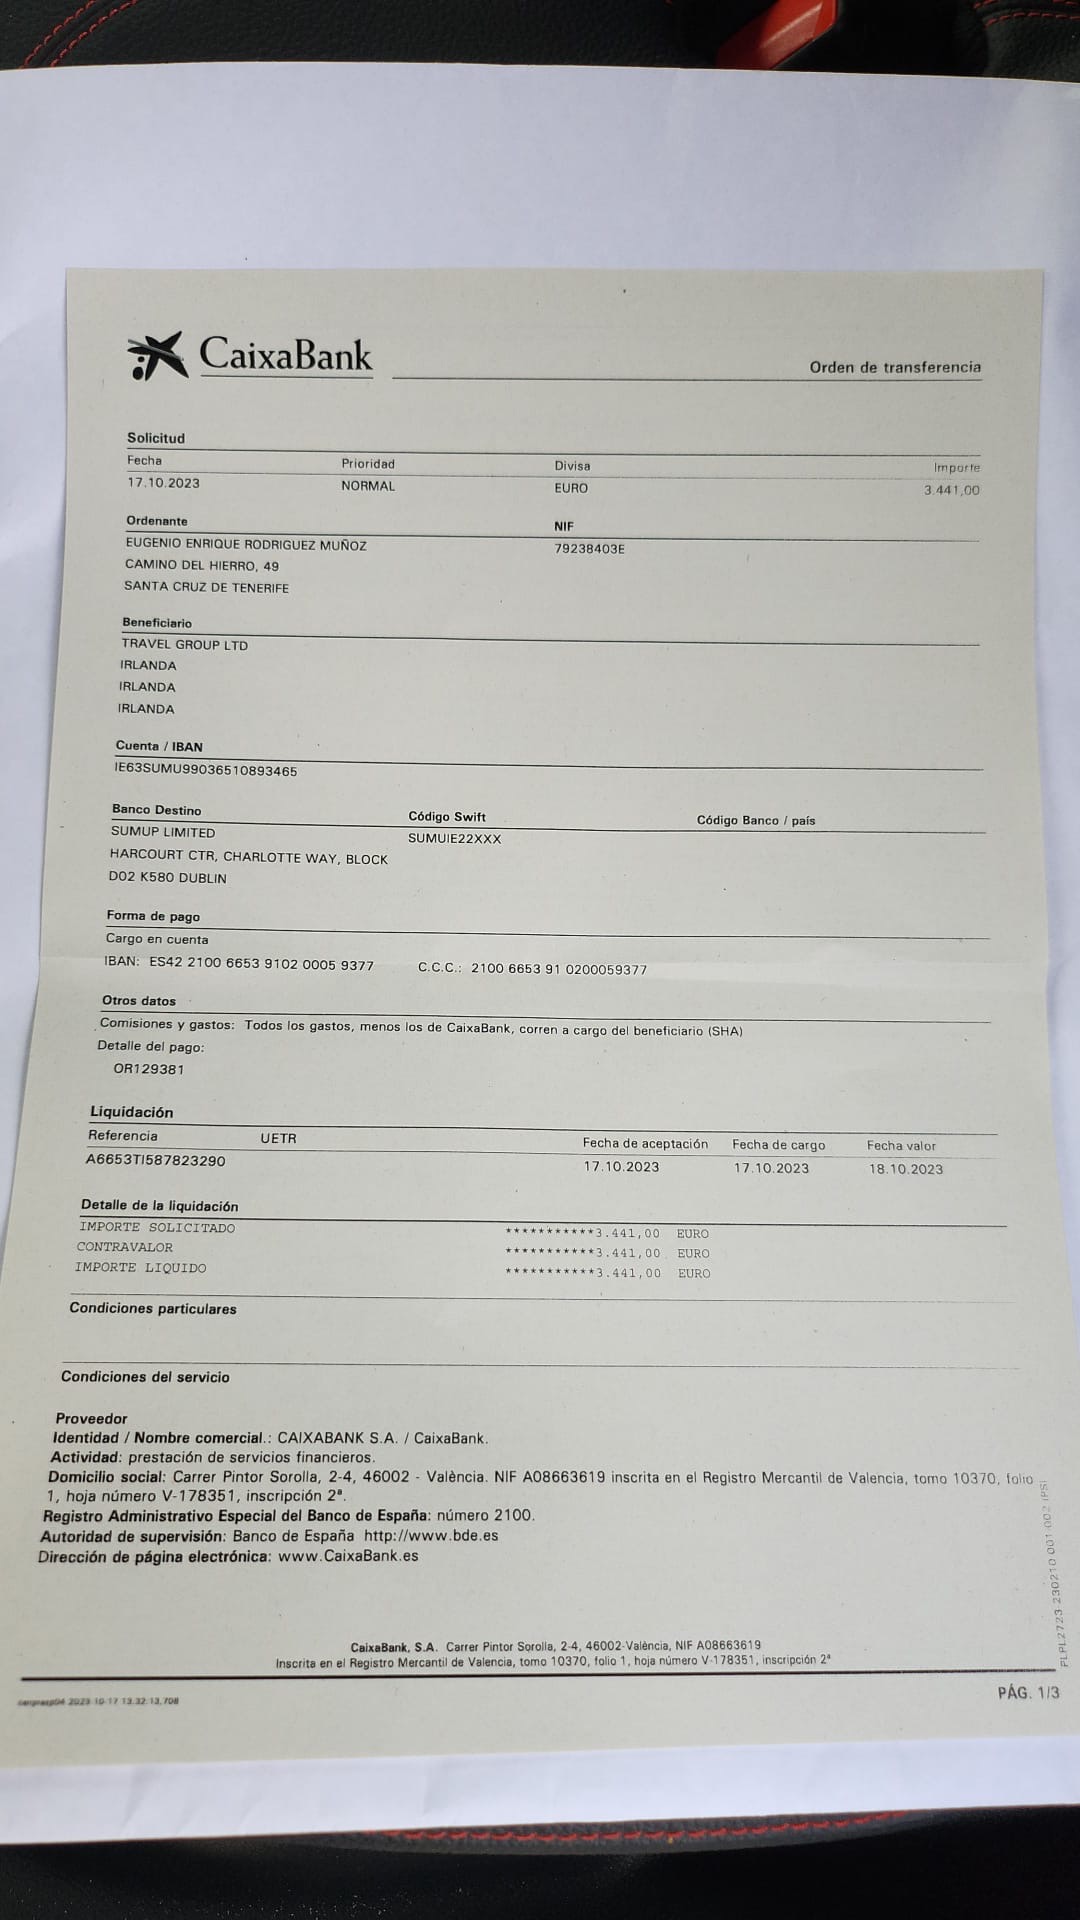 CaixaBank
Orden de transferencia
Solicitud
Fecha Prioridad Divisa Importe
17.10.2023 NORMAL EURO 3.441,00
Ordenante NIF
EUGENIO ENRIQUE RODRIGUEZ MUÑOZ 79238403E
CAMINO DEL HIERRO, 49
SANTA CRUZ DE TENERIFE
Beneficiario
TRAVEL GROUP LTD
IRLANDA
IRLANDA
IRLANDA
Cuenta / IBAN
IE63SUMU99036510893465
Banco Destino Código Swift Código Banco / país
SUMUP LIMITED SUMUIE22XXX
HARCOURT CTR, CHARLOTTE WAY, BLOCK
D02 K580 DUBLIN
Forma de pago
Cargo en cuenta
IBAN: ES42 2100 6653 9102 0005 9377 C.C.C.: 2100 6653 91 0200059377
Otros datos
Comisiones y gastos: Todos los gastos, menos los de CaixaBank, corren a cargo del beneficiario (SHA)
Detalle del pago:
OR129381
Liquidación
Referencia UETR Fecha de aceptación Fecha de cargo Fecha valor
A6653TI587823290 17.10.2023 17.10.2023 18.10.2023
Detalle de la liquidación
IMPORTE SOLICITADO ***********3.441,00 EURO
CONTRAVALOR ***********3.441,00 EURO
IMPORTE LIQUIDO ***********3.441,00 EURO
Condiciones particulares
Condiciones del servicio
Proveedor
Identidad / Nombre comercial.: CAIXABANK S.A. / CaixaBank.
Actividad: prestación de servicios financieros.
Domicilio social: Carrer Pintor Sorolla, 2-4, 46002 - València. NIF A08663619 inscrita en el Registro Mercantil de Valencia, tomo 10370, folio
1, hoja número V-178351, inscripción 2ª.
Registro Administrativo Especial del Banco de España: número 2100.
Autoridad de supervisión: Banco de España http://www.bde.es
Dirección de página electrónica: www.CaixaBank.es
PLPL2723 230210 001 002 (PS)
CaixaBank, S.A. Carrer Pintor Sorolla, 2-4, 46002-València, NIF A08663619
Inscrita en el Registro Mercantil de Valencia, tomo 10370, folio 1, hoja número V-178351, inscripción 2ª
2023-10-17 13.32.13.708
PÁG. 1/3